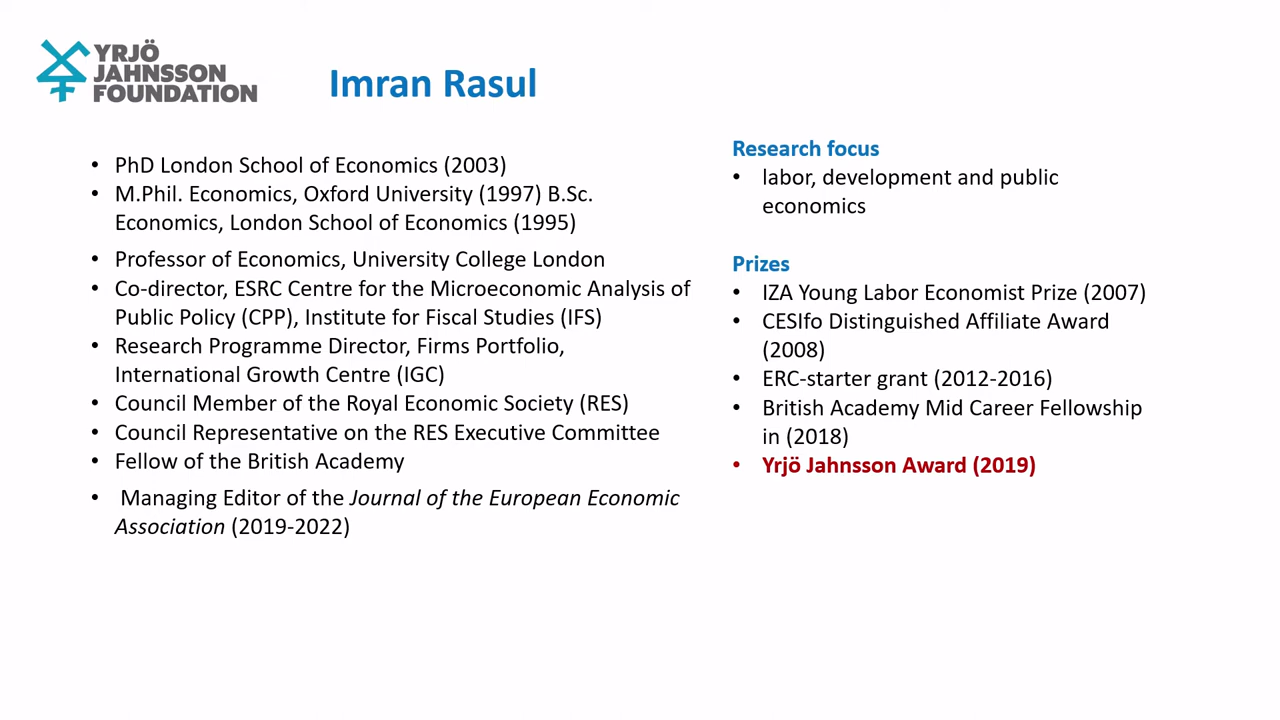 YRJÖ
JAHNSSON
FOUNDATION
Imran Rasul
• PhD London School of Economics (2003)
• M.Phil. Economics, Oxford University (1997) B.Sc.
Economics, London School of Economics (1995)
• Professor of Economics, University College London
• Co-director, ESRC Centre for the Microeconomic Analysis of
Public Policy (CPP), Institute for Fiscal Studies (IFS)
• Research Programme Director, Firms Portfolio,
International Growth Centre (IGC)
• Council Member of the Royal Economic Society (RES)
• Council Representative on the RES Executive Committee
• Fellow of the British Academy
• Managing Editor of the Journal of the European Economic
Association (2019-2022)
Research focus
• labor, development and public
economics
Prizes
• IZA Young Labor Economist Prize (2007)
• CESIfo Distinguished Affiliate Award
(2008)
• ERC-starter grant (2012-2016)
• British Academy Mid Career Fellowship
in (2018)
• Yrjö Jahnsson Award (2019)